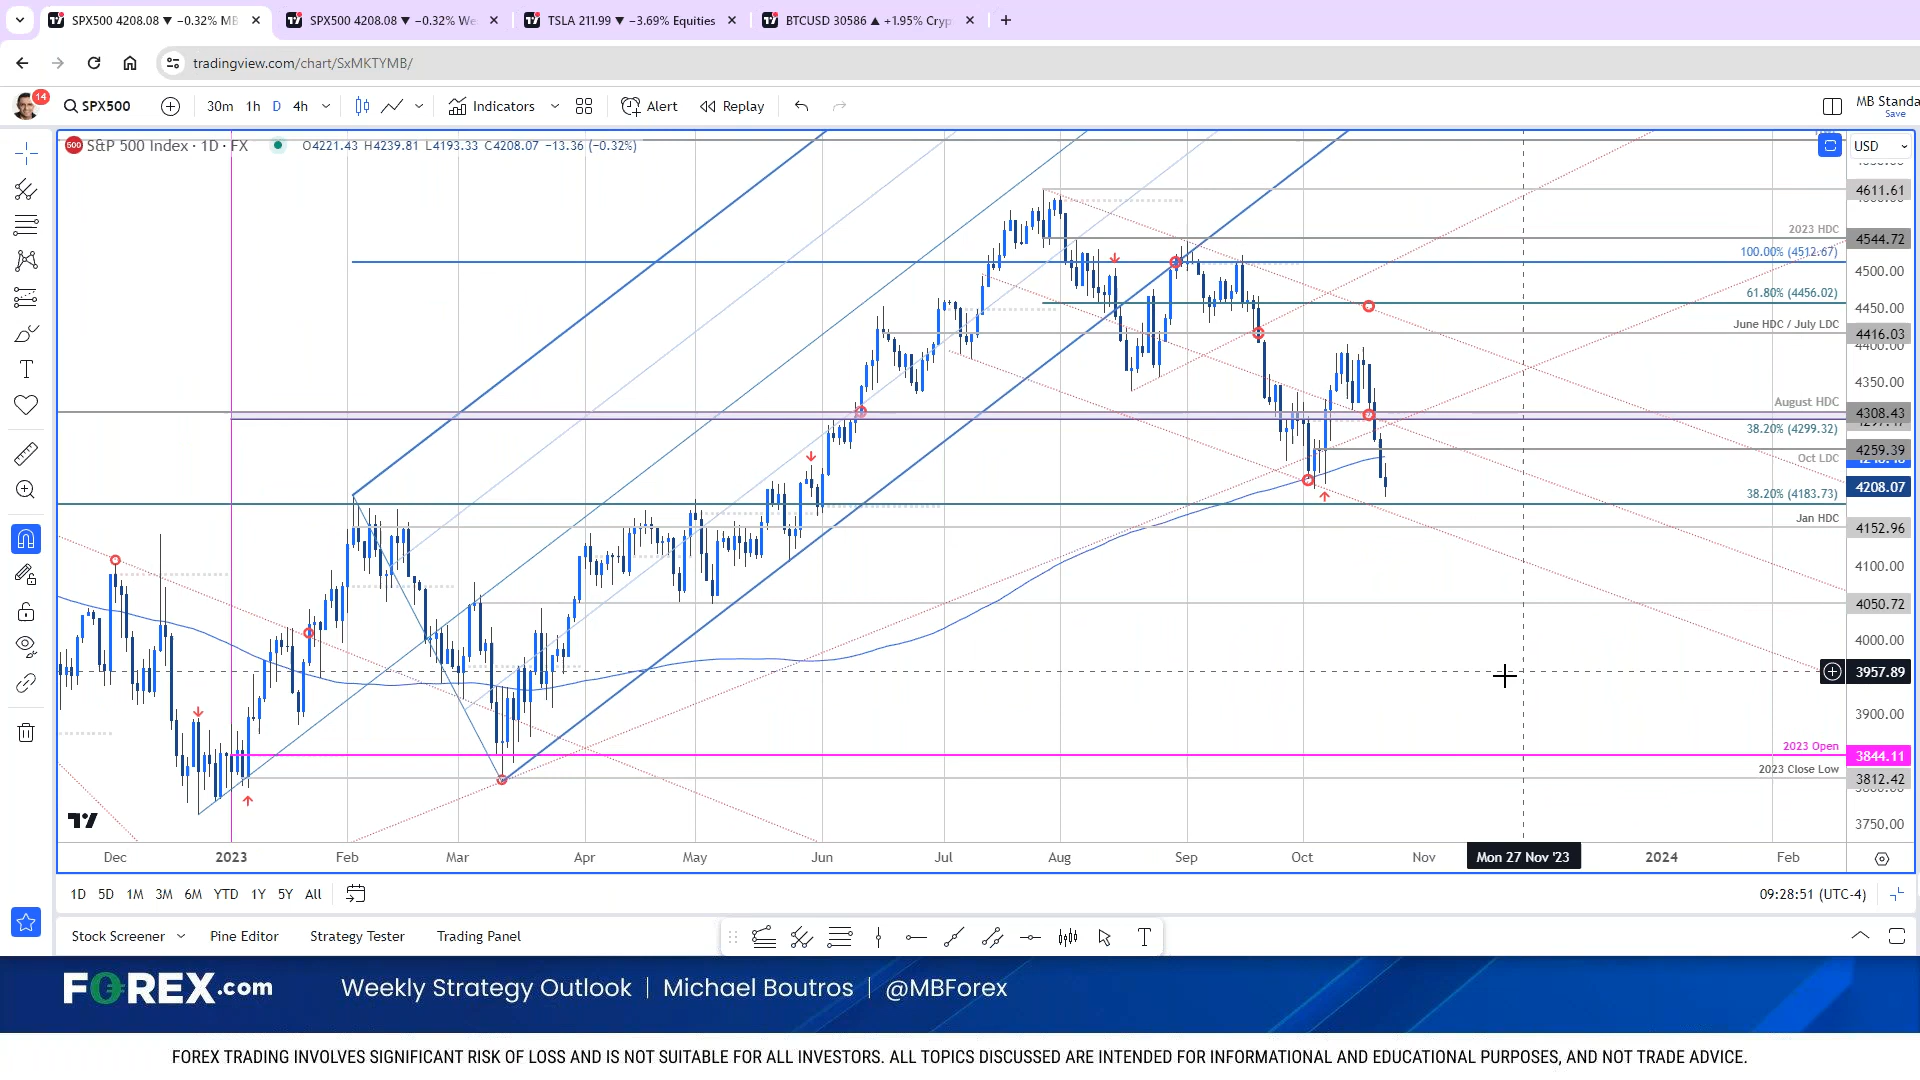 SPX500 4208.08 ▼ −0.32% MB
SPX500 4208.08 ▼ −0.32% We
TSLA 211.99 ▼ −3.69% Equities
BTCUSD 30586 ▲ +1.95% Cryp
tradingview.com/chart/SxMKTYMB/
14
SPX500
30m 1h D 4h
Indicators
Alert
Replay
MB Standa
Save
500 S&P 500 Index · 1D · FX
O4221.43 H4239.81 L4193.33 C4208.07 −13.36 (−0.32%)
USD
4611.61
2023 HDC
4544.72
100.00% (4512.67)
4500.00
61.80% (4456.02)
4450.00
June HDC / July LDC
4416.03
4400.00
4350.00
August HDC
4308.43
38.20% (4299.32)
4259.39
Oct LDC
4208.07
38.20% (4183.73)
Jan HDC
4152.96
4100.00
4050.72
4000.00
3957.89
3900.00
2023 Open
3844.11
2023 Close Low
3812.42
3750.00
Dec 2023 Feb Mar Apr May Jun Jul Aug Sep Oct Nov Mon 27 Nov '23 2024 Feb
1D 5D 1M 3M 6M YTD 1Y 5Y All
09:28:51 (UTC-4)
Stock Screener
Pine Editor
Strategy Tester
Trading Panel
FOREX.com
Weekly Strategy Outlook | Michael Boutros | @MBForex
FOREX TRADING INVOLVES SIGNIFICANT RISK OF LOSS AND IS NOT SUITABLE FOR ALL INVESTORS. ALL TOPICS DISCUSSED ARE INTENDED FOR INFORMATIONAL AND EDUCATIONAL PURPOSES, AND NOT TRADE ADVICE.